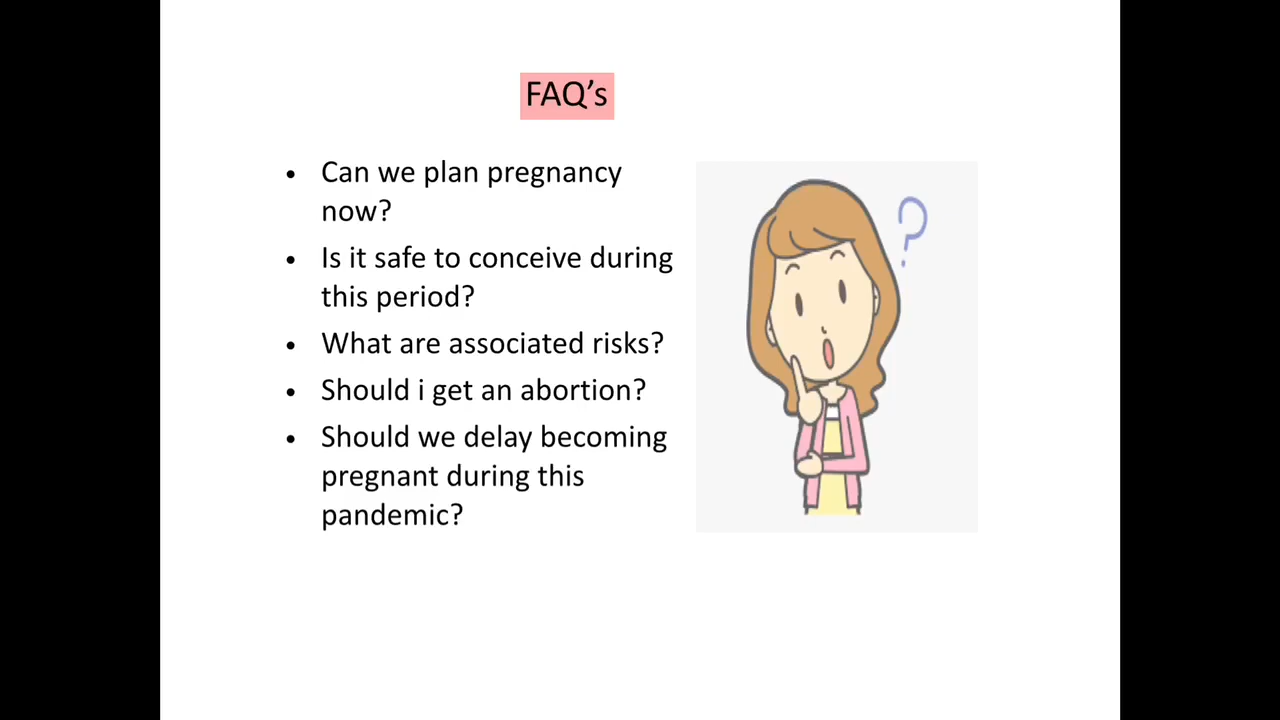 FAQ’s
• Can we plan pregnancy
now?
• Is it safe to conceive during
this period?
• What are associated risks?
• Should i get an abortion?
• Should we delay becoming
pregnant during this
pandemic?
?